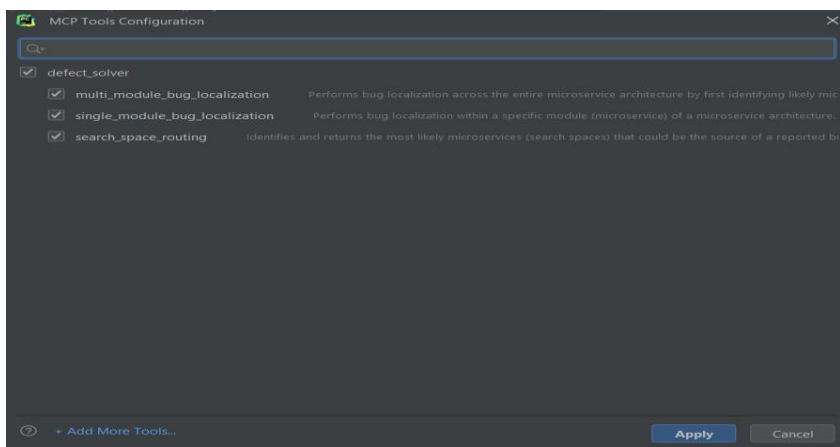 MCP Tools Configuration
defect_solver
multi_module_bug_localization Performs bug localization across the entire microservice architecture by first identifying likely mic
single_module_bug_localization Performs bug localization within a specific module (microservice) of a microservice architecture.
search_space_routing Identifies and returns the most likely microservices (search spaces) that could be the source of a reported b
+ Add More Tools...
Apply Cancel